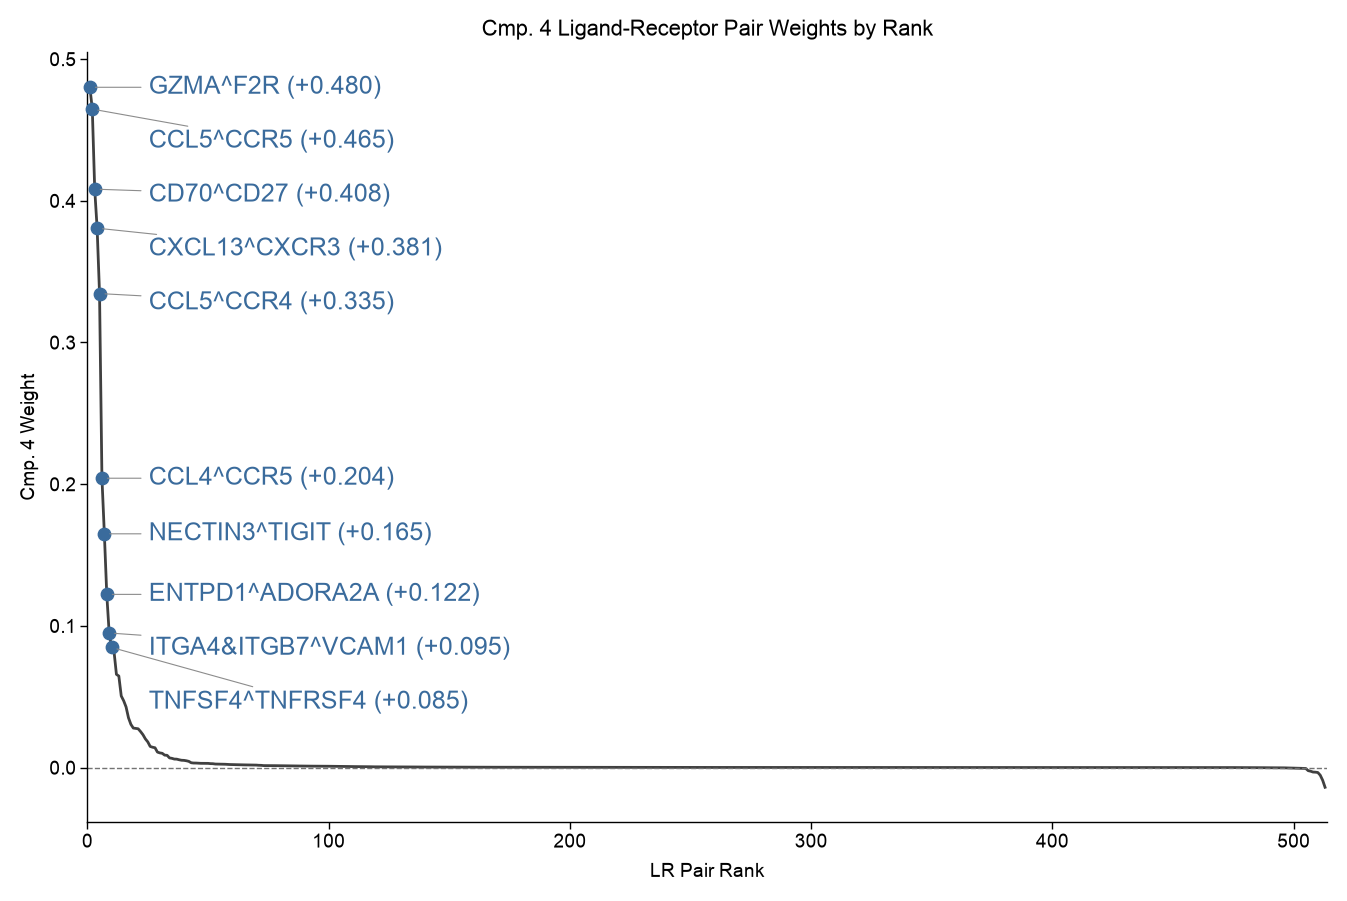 Cmp. 4 Ligand-Receptor Pair Weights by Rank
0.5
GZMA^F2R (+0.480)
CCL5^CCR5 (+0.465)
CD70^CD27 (+0.408)
0.4
CXCL13^CXCR3 (+0.381)
CCL5^CCR4 (+0.335)
0.3
Cmp. 4 Weight
CCL4^CCR5 (+0.204)
0.2
NECTIN3^TIGIT (+0.165)
ENTPD1^ADORA2A (+0.122)
0.1
ITGA4&ITGB7^VCAM1 (+0.095)
TNFSF4^TNFRSF4 (+0.085)
0.0
0 100 200 300 400 500
LR Pair Rank